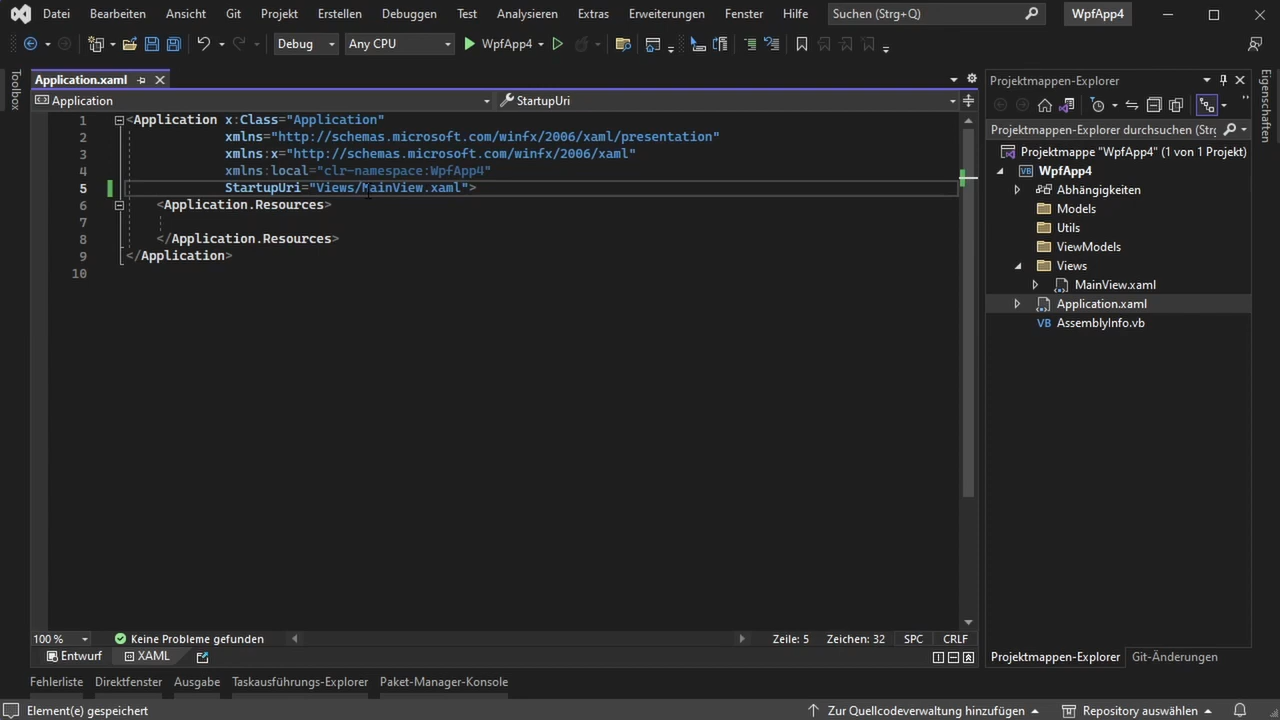 Datei Bearbeiten Ansicht Git Projekt Erstellen Debuggen Test Analysieren Extras Erweiterungen Fenster Hilfe Suchen (Strg+Q) WpfApp4
Debug Any CPU WpfApp4
Toolbox
Application.xaml
Application StartupUri
1 <Application x:Class="Application"
2 xmlns="http://schemas.microsoft.com/winfx/2006/xaml/presentation"
3 xmlns:x="http://schemas.microsoft.com/winfx/2006/xaml"
4 xmlns:local="clr-namespace:WpfApp4"
5 StartupUri="Views/MainView.xaml">
6 <Application.Resources>
7
8 </Application.Resources>
9 </Application>
10
100 % Keine Probleme gefunden Zeile: 5 Zeichen: 32 SPC CRLF
Entwurf XAML
Fehlerliste Direktfenster Ausgabe Taskausführungs-Explorer Paket-Manager-Konsole
Projektmappen-Explorer
Projektmappen-Explorer durchsuchen (Strg
Projektmappe "WpfApp4" (1 von 1 Projekt)
WpfApp4
Abhängigkeiten
Models
Utils
ViewModels
Views
MainView.xaml
Application.xaml
VB AssemblyInfo.vb
Projektmappen-Explorer Git-Änderungen
Eigenschaften
Element(e) gespeichert Zur Quellcodeverwaltung hinzufügen Repository auswählen